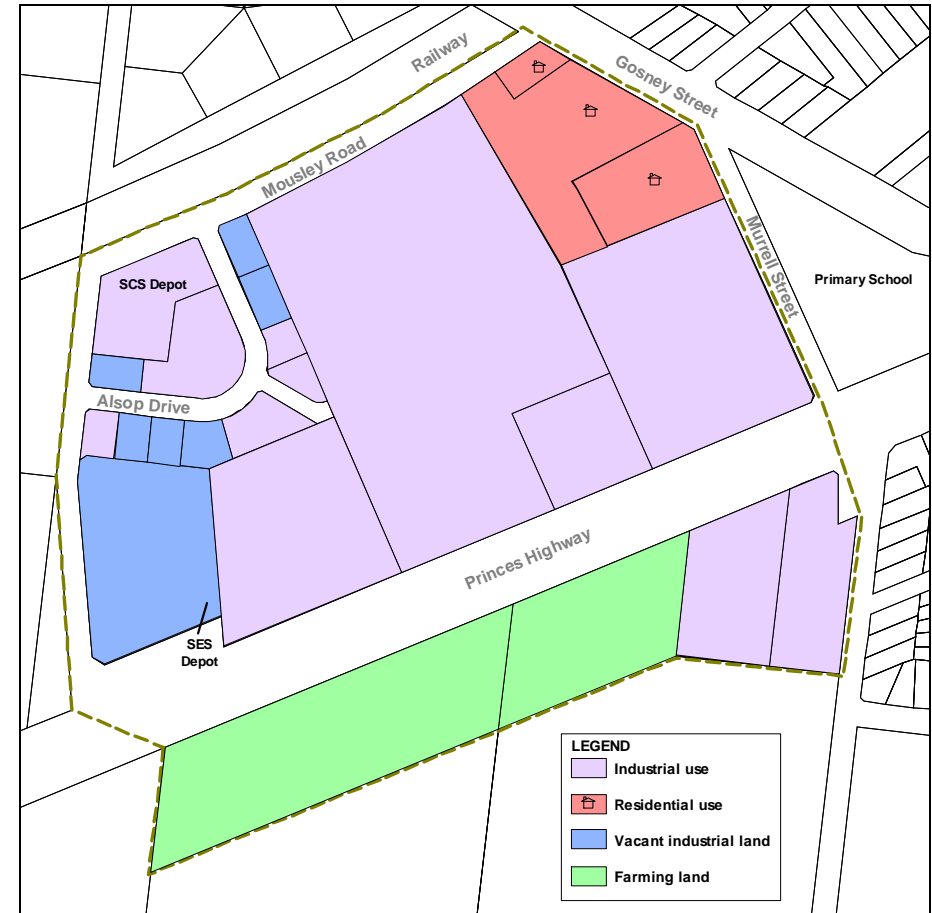 Railway
Gosney Street
Mousley Road
Murrell Street
Primary School
SCS Depot
Alsop Drive
Princes Highway
SES
Depot
LEGEND
Industrial use
Residential use
Vacant industrial land
Farming land